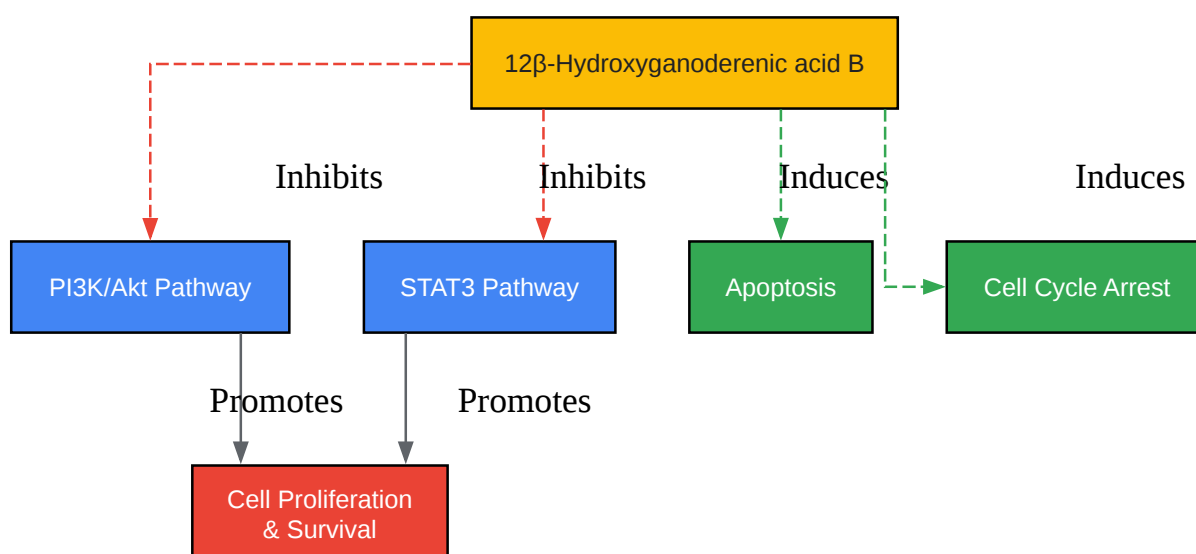 12β-Hydroxyganoderenic acid B
Inhibits
Inhibits
Induces
Induces
PI3K/Akt Pathway
STAT3 Pathway
Apoptosis
Cell Cycle Arrest
Promotes
Promotes
Cell Proliferation
& Survival